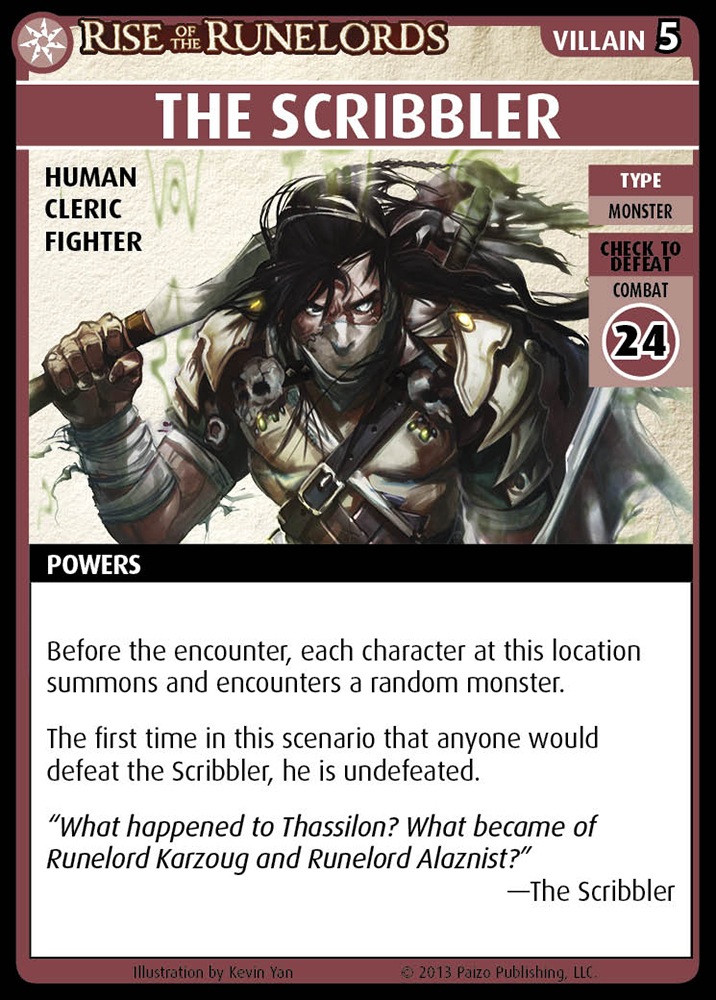 RISE OF THE RUNELORDS
VILLAIN 5
THE SCRIBBLER
HUMAN
CLERIC
FIGHTER
TYPE
MONSTER
CHECK TO
DEFEAT
COMBAT
24
POWERS
Before the encounter, each character at this location
summons and encounters a random monster.
The first time in this scenario that anyone would
defeat the Scribbler, he is undefeated.
“What happened to Thassilon? What became of
Runelord Karzoug and Runelord Alaznist?”
—The Scribbler
Illustration by Kevin Yan
© 2013 Paizo Publishing, LLC.